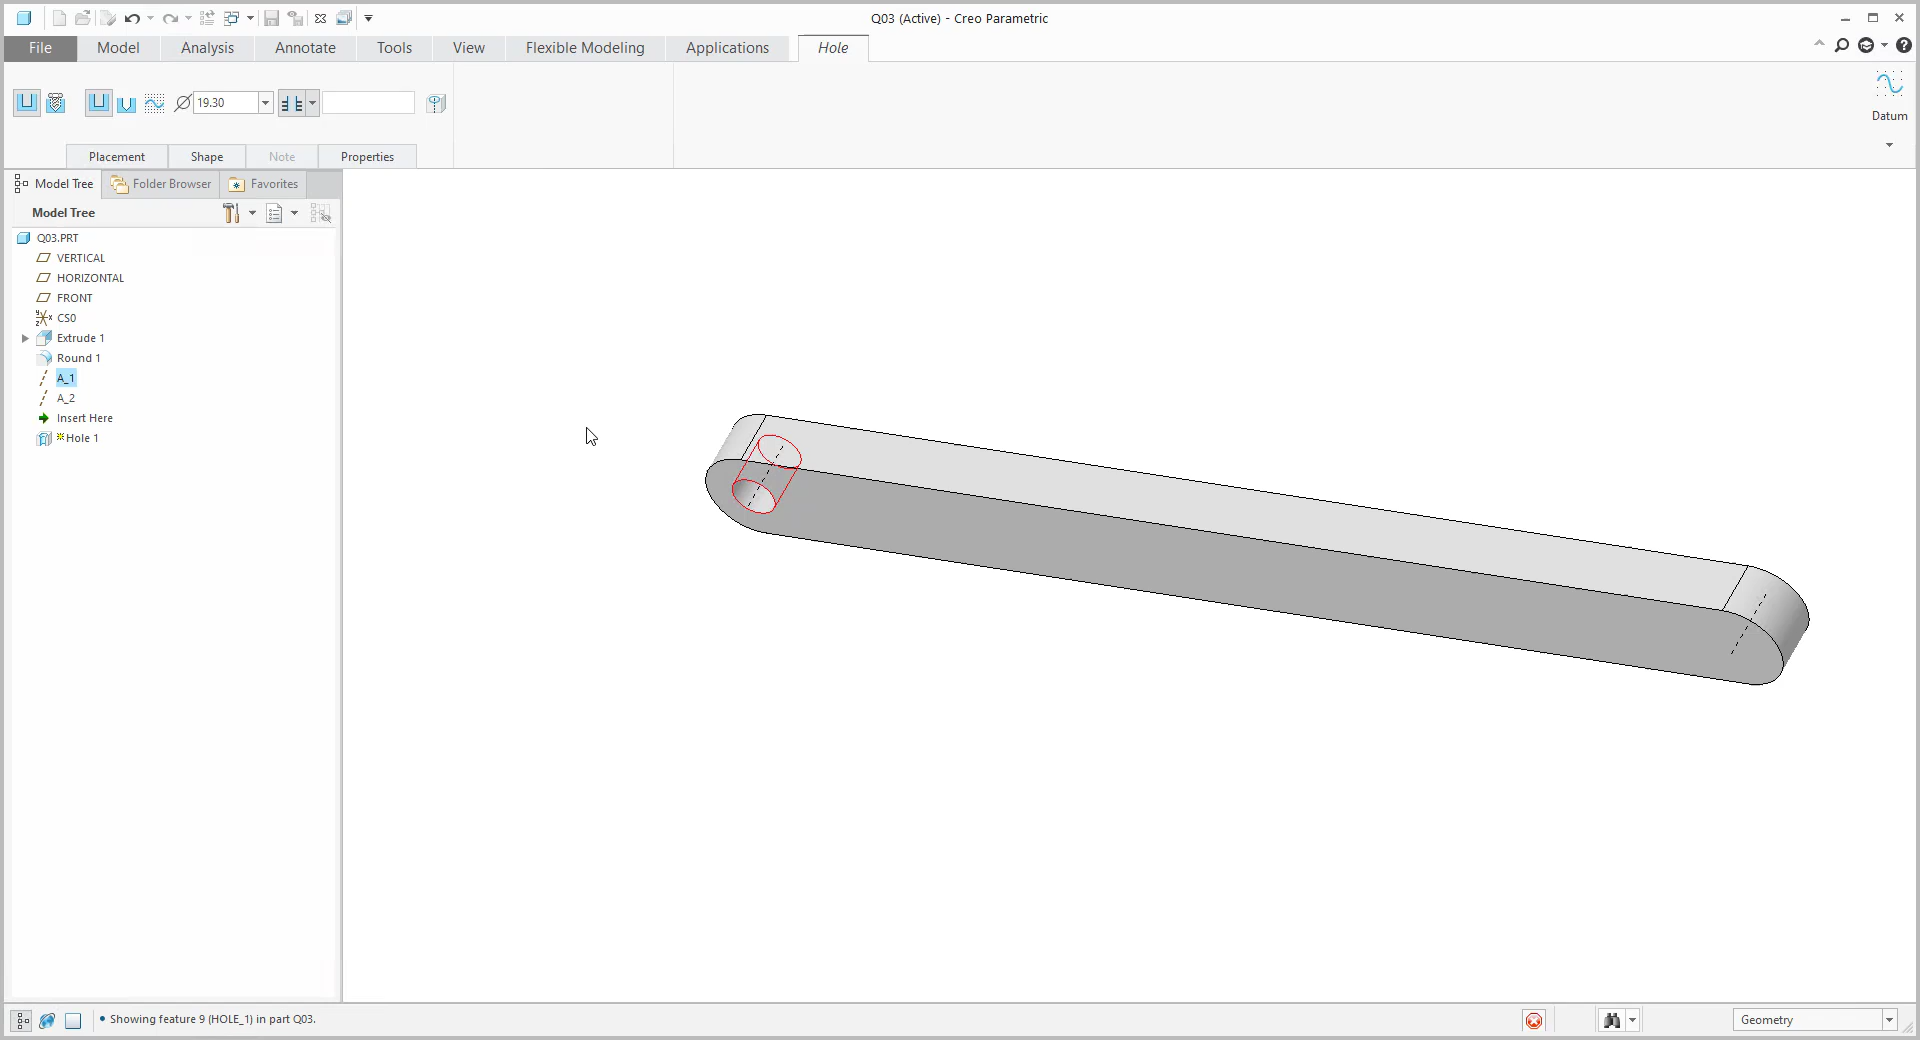 Q03 (Active) - Creo Parametric
File Model Analysis Annotate Tools View Flexible Modeling Applications Hole
19.30
Datum
Placement Shape Note Properties
Model Tree Folder Browser Favorites
Model Tree
Q03.PRT
VERTICAL
HORIZONTAL
FRONT
CS0
Extrude 1
Round 1
A_1
A_2
Insert Here
Hole 1
• Showing feature 9 (HOLE_1) in part Q03.
Geometry